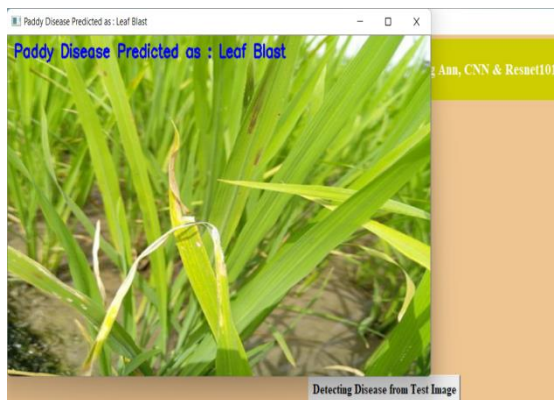 Paddy Disease Predicted as : Leaf Blast
Paddy Disease Predicted as : Leaf Blast
Ann, CNN & Resnet101
Detecting Disease from Test Image